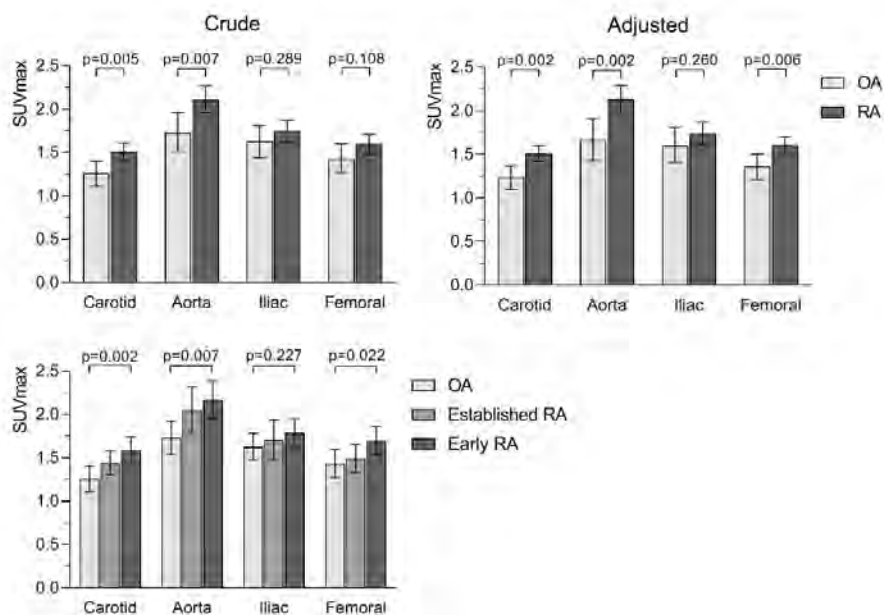 Crude
p=0.005 p=0.007 p=0.289 p=0.108
SUVmax
2.5
2.0
1.5
1.0
0.5
0.0
Carotid Aorta Iliac Femoral
Adjusted
p=0.002 p=0.002 p=0.260 p=0.006
SUVmax
2.5
2.0
1.5
1.0
0.5
0.0
Carotid Aorta Iliac Femoral
OA
RA
p=0.002 p=0.007 p=0.227 p=0.022
SUVmax
2.5
2.0
1.5
1.0
0.5
0.0
Carotid Aorta Iliac Femoral
OA
Established RA
Early RA